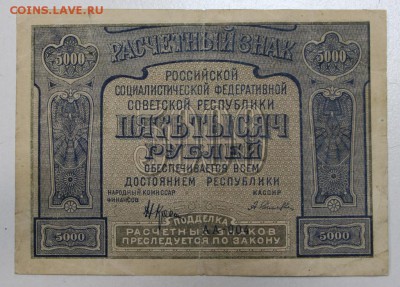 COINS.ЛАВЕ.RU
РАСЧЕТНЫЙ ЗНАК
5000 5000
РОССИЙСКОЙ
СОЦИАЛИСТИЧЕСКОЙ ФЕДЕРАТИВНОЙ
СОВЕТСКОЙ РЕСПУБЛИКИ
ПЯТЬ ТЫСЯЧ
РУБЛЕЙ
ОБЕСПЕЧИВАЕТСЯ ВСЕМ
ДОСТОЯНИЕМ РЕСПУБЛИКИ
НАРОДНЫЙ КОМИССАР КАССИР
ФИНАНСОВ
ПОДДЕЛКА
5000 РАСЧЕТНЫХ ЗНАКОВ 5000
ПРЕСЛЕДУЕТСЯ ПО ЗАКОНУ